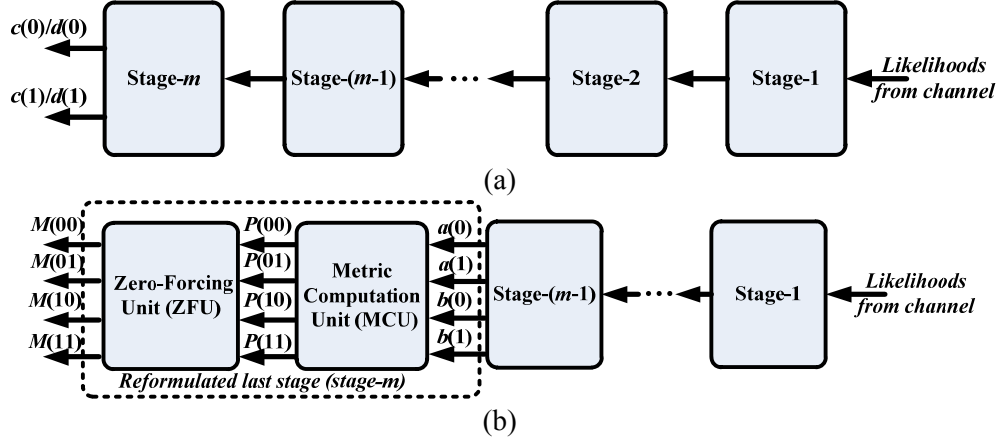 c(0)/d(0)
c(1)/d(1)
Stage-m
Stage-(m-1)
...
Stage-2
Stage-1
Likelihoods
from channel
(a)
M(00)
M(01)
M(10)
M(11)
Zero-Forcing
Unit (ZFU)
P(00)
P(01)
P(10)
P(11)
Metric
Computation
Unit (MCU)
a(0)
a(1)
b(0)
b(1)
Reformulated last stage (stage-m)
Stage-(m-1)
...
Stage-1
Likelihoods
from channel
(b)